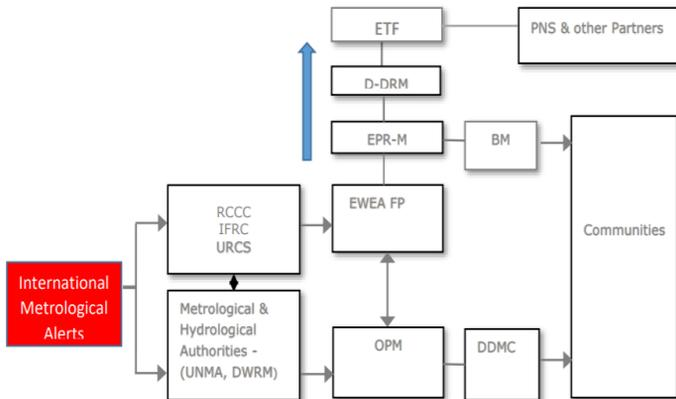 ETF
PNS & other Partners
D-DRM
EPR-M
BM
EWEA FP
RCCC
IFRC
URCS
Communities
International
Metrological
Alerts
Metrological &
Hydrological
Authorities -
(UNMA, DWRM)
OPM
DDMC